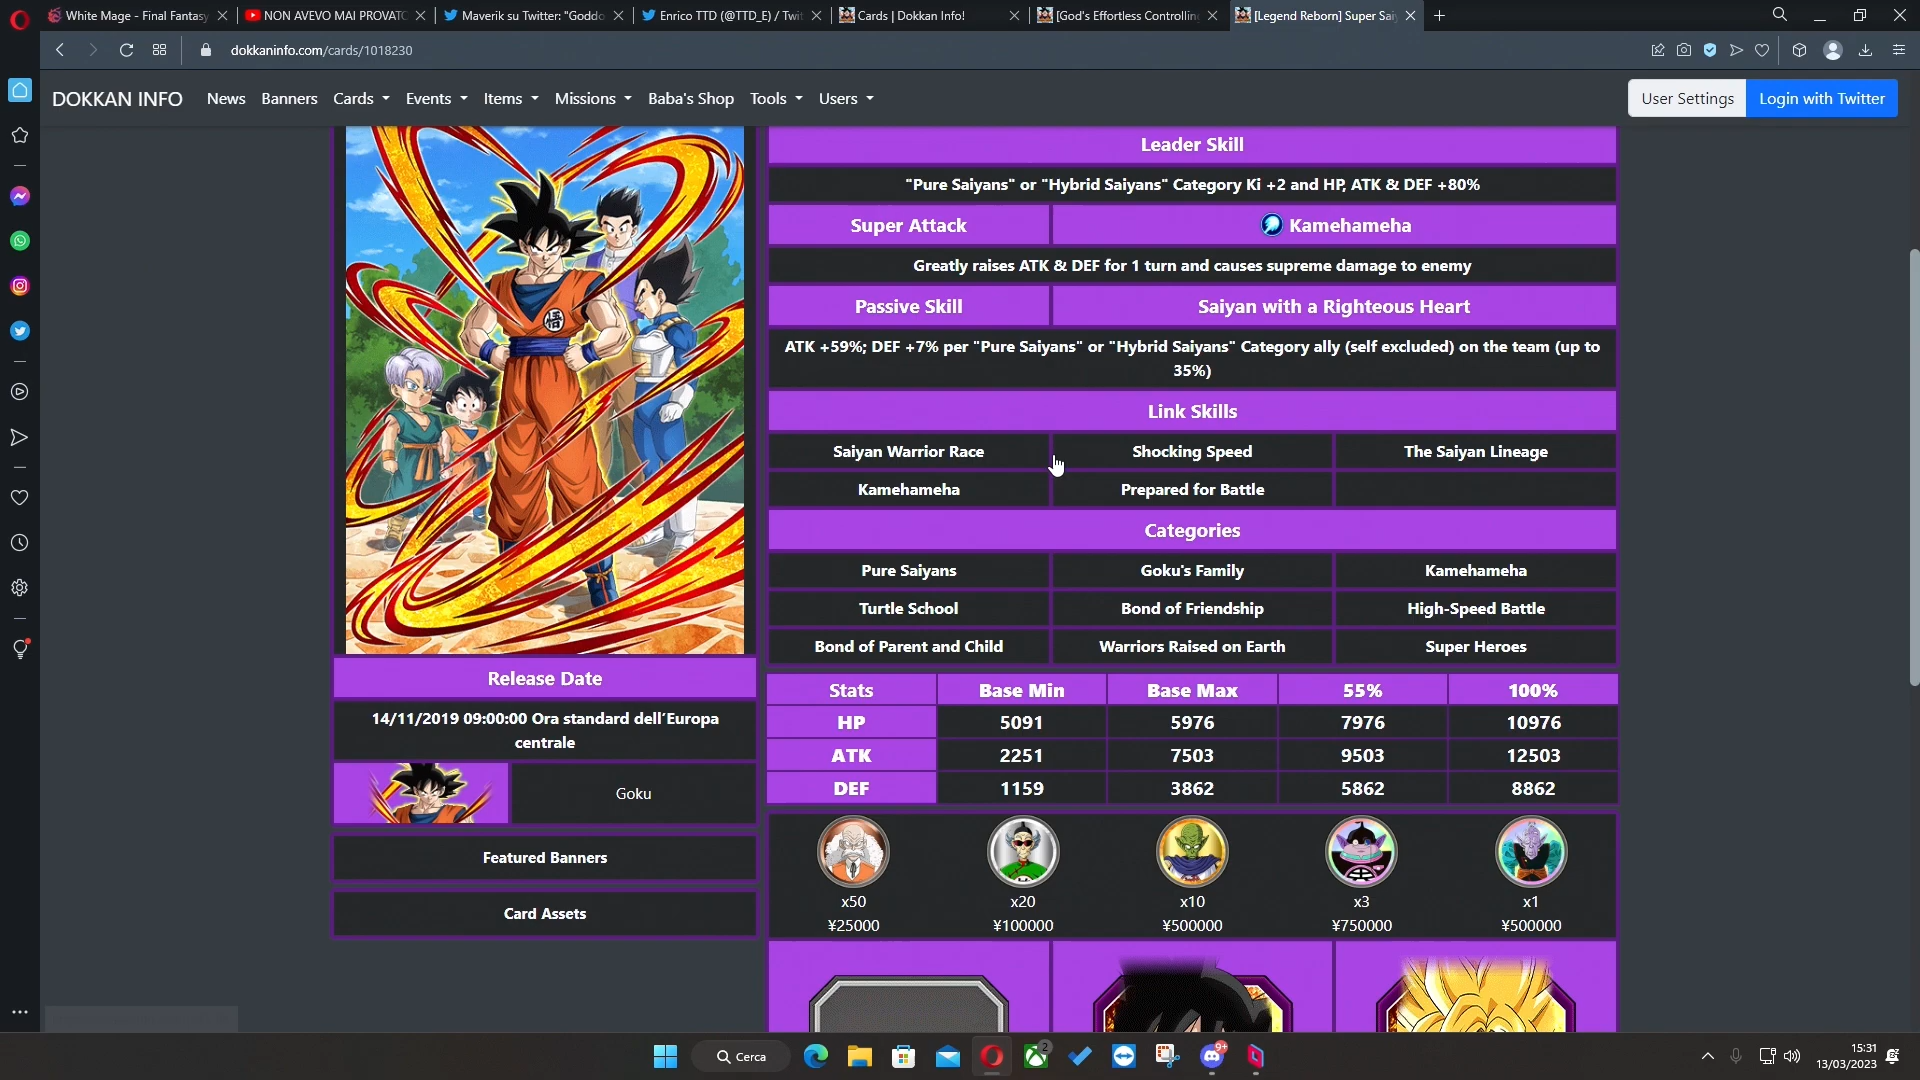 White Mage - Final Fantasy
NON AVEVO MAI PROVATO
Maverik su Twitter: "Goddo
Enrico TTD (@TTD_E) / Twit
Cards | Dokkan Info!
[God's Effortless Controlling
[Legend Reborn] Super Sai
dokkaninfo.com/cards/1018230
DOKKAN INFO
News
Banners
Cards
Events
Items
Missions
Baba's Shop
Tools
Users
User Settings
Login with Twitter
悟
Leader Skill
"Pure Saiyans" or "Hybrid Saiyans" Category Ki +2 and HP, ATK & DEF +80%
Super Attack
Kamehameha
Greatly raises ATK & DEF for 1 turn and causes supreme damage to enemy
Passive Skill
Saiyan with a Righteous Heart
ATK +59%; DEF +7% per "Pure Saiyans" or "Hybrid Saiyans" Category ally (self excluded) on the team (up to
35%)
Link Skills
Saiyan Warrior Race
Shocking Speed
The Saiyan Lineage
Kamehameha
Prepared for Battle
Categories
Pure Saiyans
Goku's Family
Kamehameha
Turtle School
Bond of Friendship
High-Speed Battle
Bond of Parent and Child
Warriors Raised on Earth
Super Heroes
Release Date
14/11/2019 09:00:00 Ora standard dell'Europa
centrale
Goku
Featured Banners
Card Assets
Stats
Base Min
Base Max
55%
100%
HP
5091
5976
7976
10976
ATK
2251
7503
9503
12503
DEF
1159
3862
5862
8862
x50
x20
x10
x3
x1
¥25000
¥100000
¥500000
¥750000
¥500000
Cerca
2
9+
15:31
13/03/2023